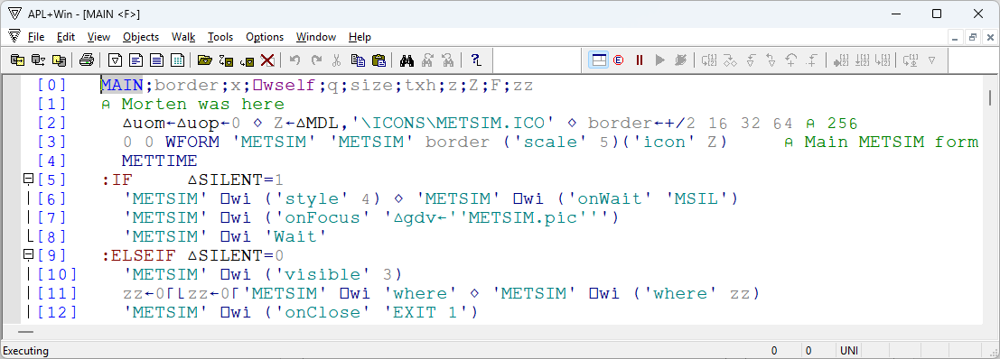 APL+Win - [MAIN <F>]
File Edit View Objects Walk Tools Options Window Help
[0] MAIN;border;x;⎕wself;q;size;txh;z;Z;F;zz
[1] ⍝ Morten was here
[2] ∆uom←∆uop←0 ◊ Z←∆MDL,'\ICONS\METSIM.ICO' ◊ border←+/2 16 32 64 ⍝ 256
[3] 0 0 WFORM 'METSIM' 'METSIM' border ('scale' 5)('icon' Z) ⍝ Main METSIM form
[4] METTIME
[5] :IF ∆SILENT=1
[6] 'METSIM' ⎕wi ('style' 4) ◊ 'METSIM' ⎕wi ('onWait' 'MSIL')
[7] 'METSIM' ⎕wi ('onFocus' '∆gdv←''METSIM.pic''')
[8] 'METSIM' ⎕wi 'Wait'
[9] :ELSEIF ∆SILENT=0
[10] 'METSIM' ⎕wi ('visible' 3)
[11] zz←0⌈⌊zz←0⌈'METSIM' ⎕wi 'where' ◊ 'METSIM' ⎕wi ('where' zz)
[12] 'METSIM' ⎕wi ('onClose' 'EXIT 1')
Executing 0 0 UNI